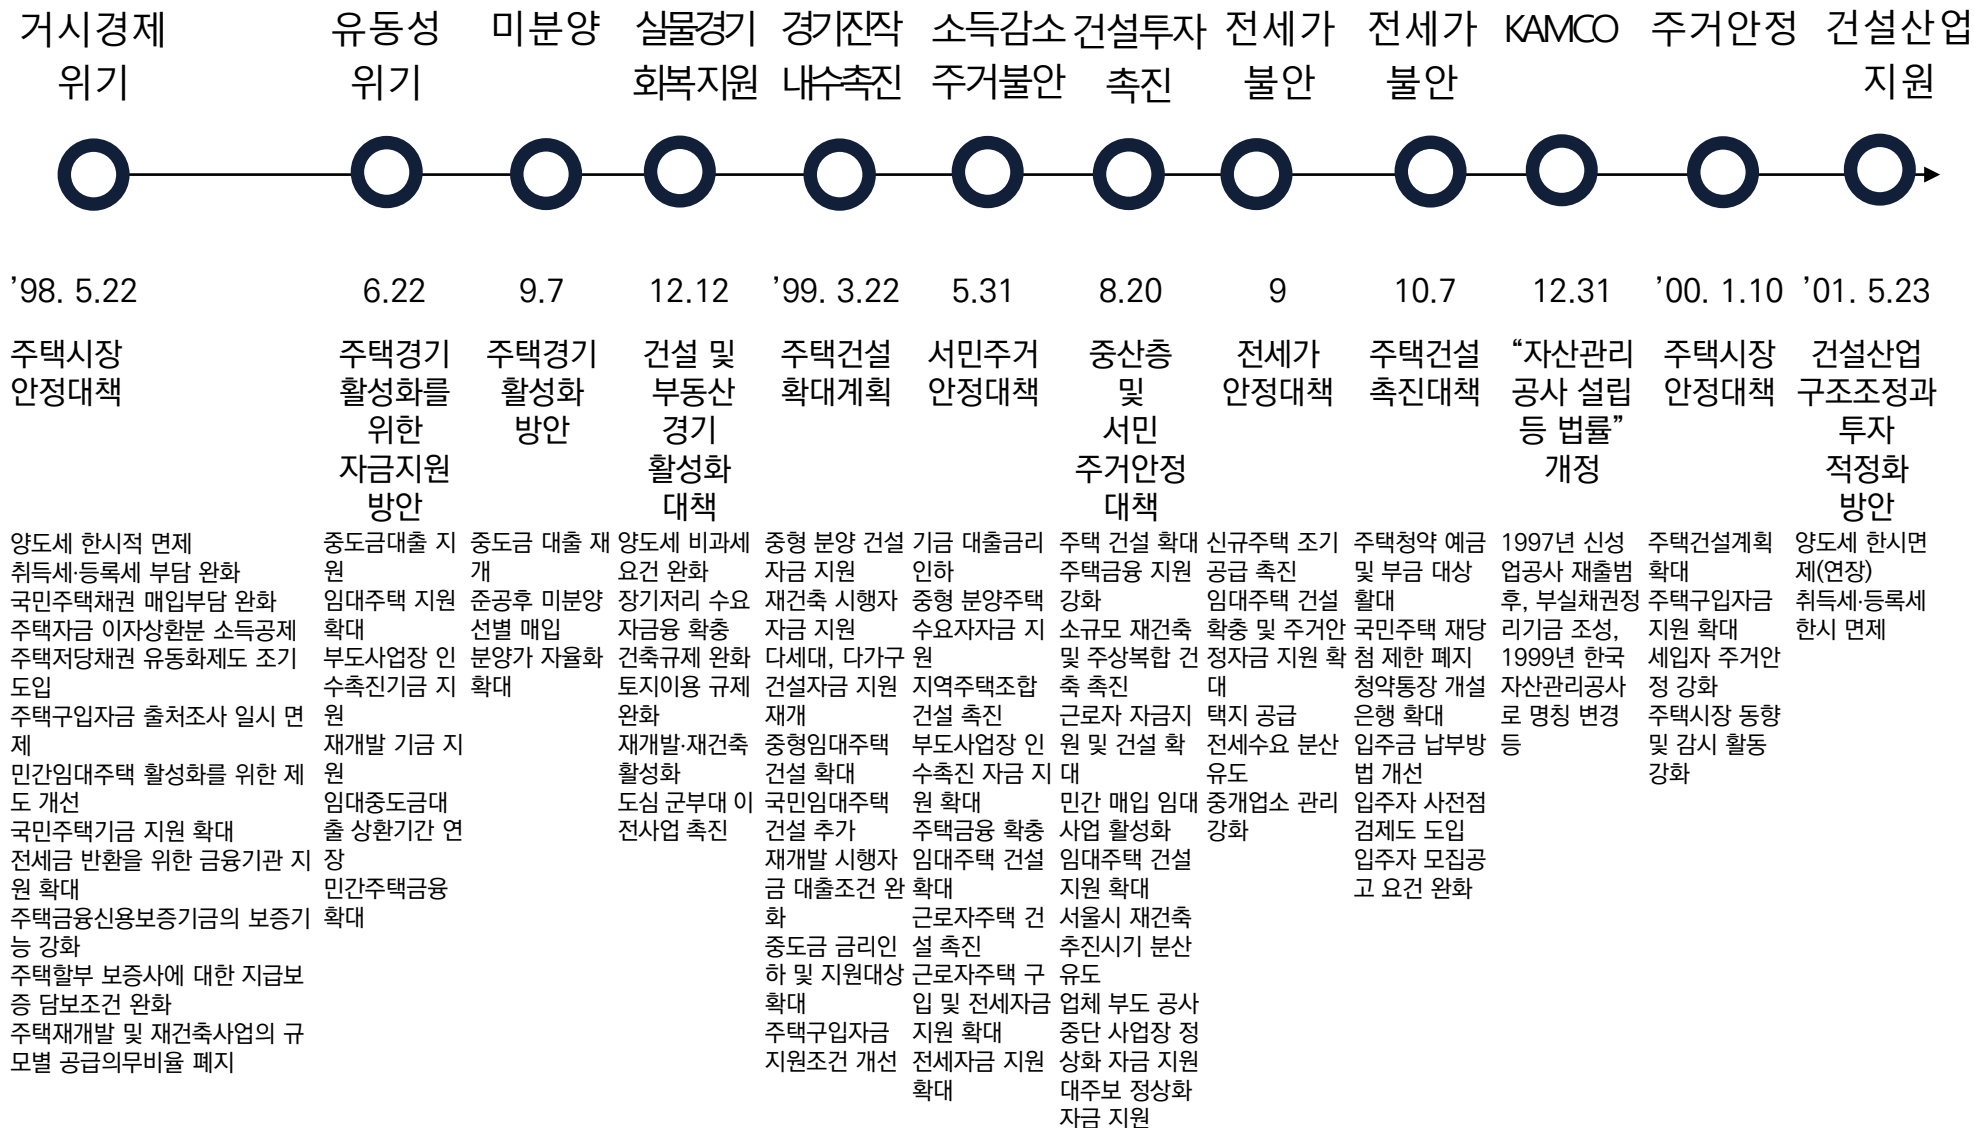 거시경제
위기
유동성
위기
미분양
실물경기
회복지원
경기진작
내수촉진
소득감소
주거불안
건설투자
촉진
전세가
불안
전세가
불안
KAMCO
주거안정
건설산업
지원
’98. 5.22
6.22
9.7
12.12
’99. 3.22
5.31
8.20
9
10.7
12.31
’00. 1.10
’01. 5.23
주택시장
안정대책
주택경기
활성화를
위한
자금지원
방안
주택경기
활성화
방안
건설 및
부동산
경기
활성화
대책
주택건설
확대계획
서민주거
안정대책
중산층
및
서민
주거안정
대책
전세가
안정대책
주택건설
촉진대책
“자산관리
공사 설립
등 법률”
개정
주택시장
안정대책
건설산업
구조조정과
투자
적정화
방안
양도세 한시적 면제
취득세·등록세 부담 완화
국민주택채권 매입부담 완화
주택자금 이자상환분 소득공제
주택저당채권 유동화제도 조기
도입
주택구입자금 출처조사 일시 면
제
민간임대주택 활성화를 위한 제
도 개선
국민주택기금 지원 확대
전세금 반환을 위한 금융기관 지
원 확대
주택금융신용보증기금의 보증기
능 강화
주택할부 보증사에 대한 지급보
증 담보조건 완화
주택재개발 및 재건축사업의 규
모별 공급의무비율 폐지
중도금대출 지
원
임대주택 지원
확대
부도사업장 인
수촉진기금 지
원
재개발 기금 지
원
임대중도금대
출 상환기간 연
장
민간주택금융
확대
중도금 대출 재
개
준공후 미분양
선별 매입
분양가 자율화
확대
양도세 비과세
요건 완화
장기저리 수요
자금융 확충
건축규제 완화
토지이용 규제
완화
재개발·재건축
활성화
도심 군부대 이
전사업 촉진
중형 분양 건설
자금 지원
재건축 시행자
자금 지원
다세대, 다가구
건설자금 지원
재개
중형임대주택
건설 확대
국민임대주택
건설 추가
재개발 시행자
금 대출조건 완
화
중도금 금리인
하 및 지원대상
확대
주택구입자금
지원조건 개선
기금 대출금리
인하
중형 분양주택
수요자자금 지
원
지역주택조합
건설 촉진
부도사업장 인
수촉진 자금 지
원 확대
주택금융 확충
임대주택 건설
확대
근로자주택 건
설 촉진
근로자주택 구
입 및 전세자금
지원 확대
전세자금 지원
확대
주택 건설 확대
주택금융 지원
강화
소규모 재건축
및 주상복합 건
축 촉진
근로자 자금지
원 및 건설 확
대
민간 매입 임대
사업 활성화
임대주택 건설
지원 확대
서울시 재건축
추진시기 분산
유도
업체 부도 공사
중단 사업장 정
상화 자금 지원
대주보 정상화
자금 지원
신규주택 조기
공급 촉진
임대주택 건설
확충 및 주거안
정자금 지원 확
대
택지 공급
전세수요 분산
유도
중개업소 관리
강화
주택청약 예금
및 부금 대상
활대
국민주택 재당
첨 제한 폐지
청약통장 개설
은행 확대
입주금 납부방
법 개선
입주자 사전점
검제도 도입
입주자 모집공
고 요건 완화
1997년 신성
업공사 재출범
후, 부실채권정
리기금 조성,
1999년 한국
자산관리공사
로 명칭 변경
등
주택건설계획
확대
주택구입자금
지원 확대
세입자 주거안
정 강화
주택시장 동향
및 감시 활동
강화
양도세 한시면
제(연장)
취득세·등록세
한시 면제